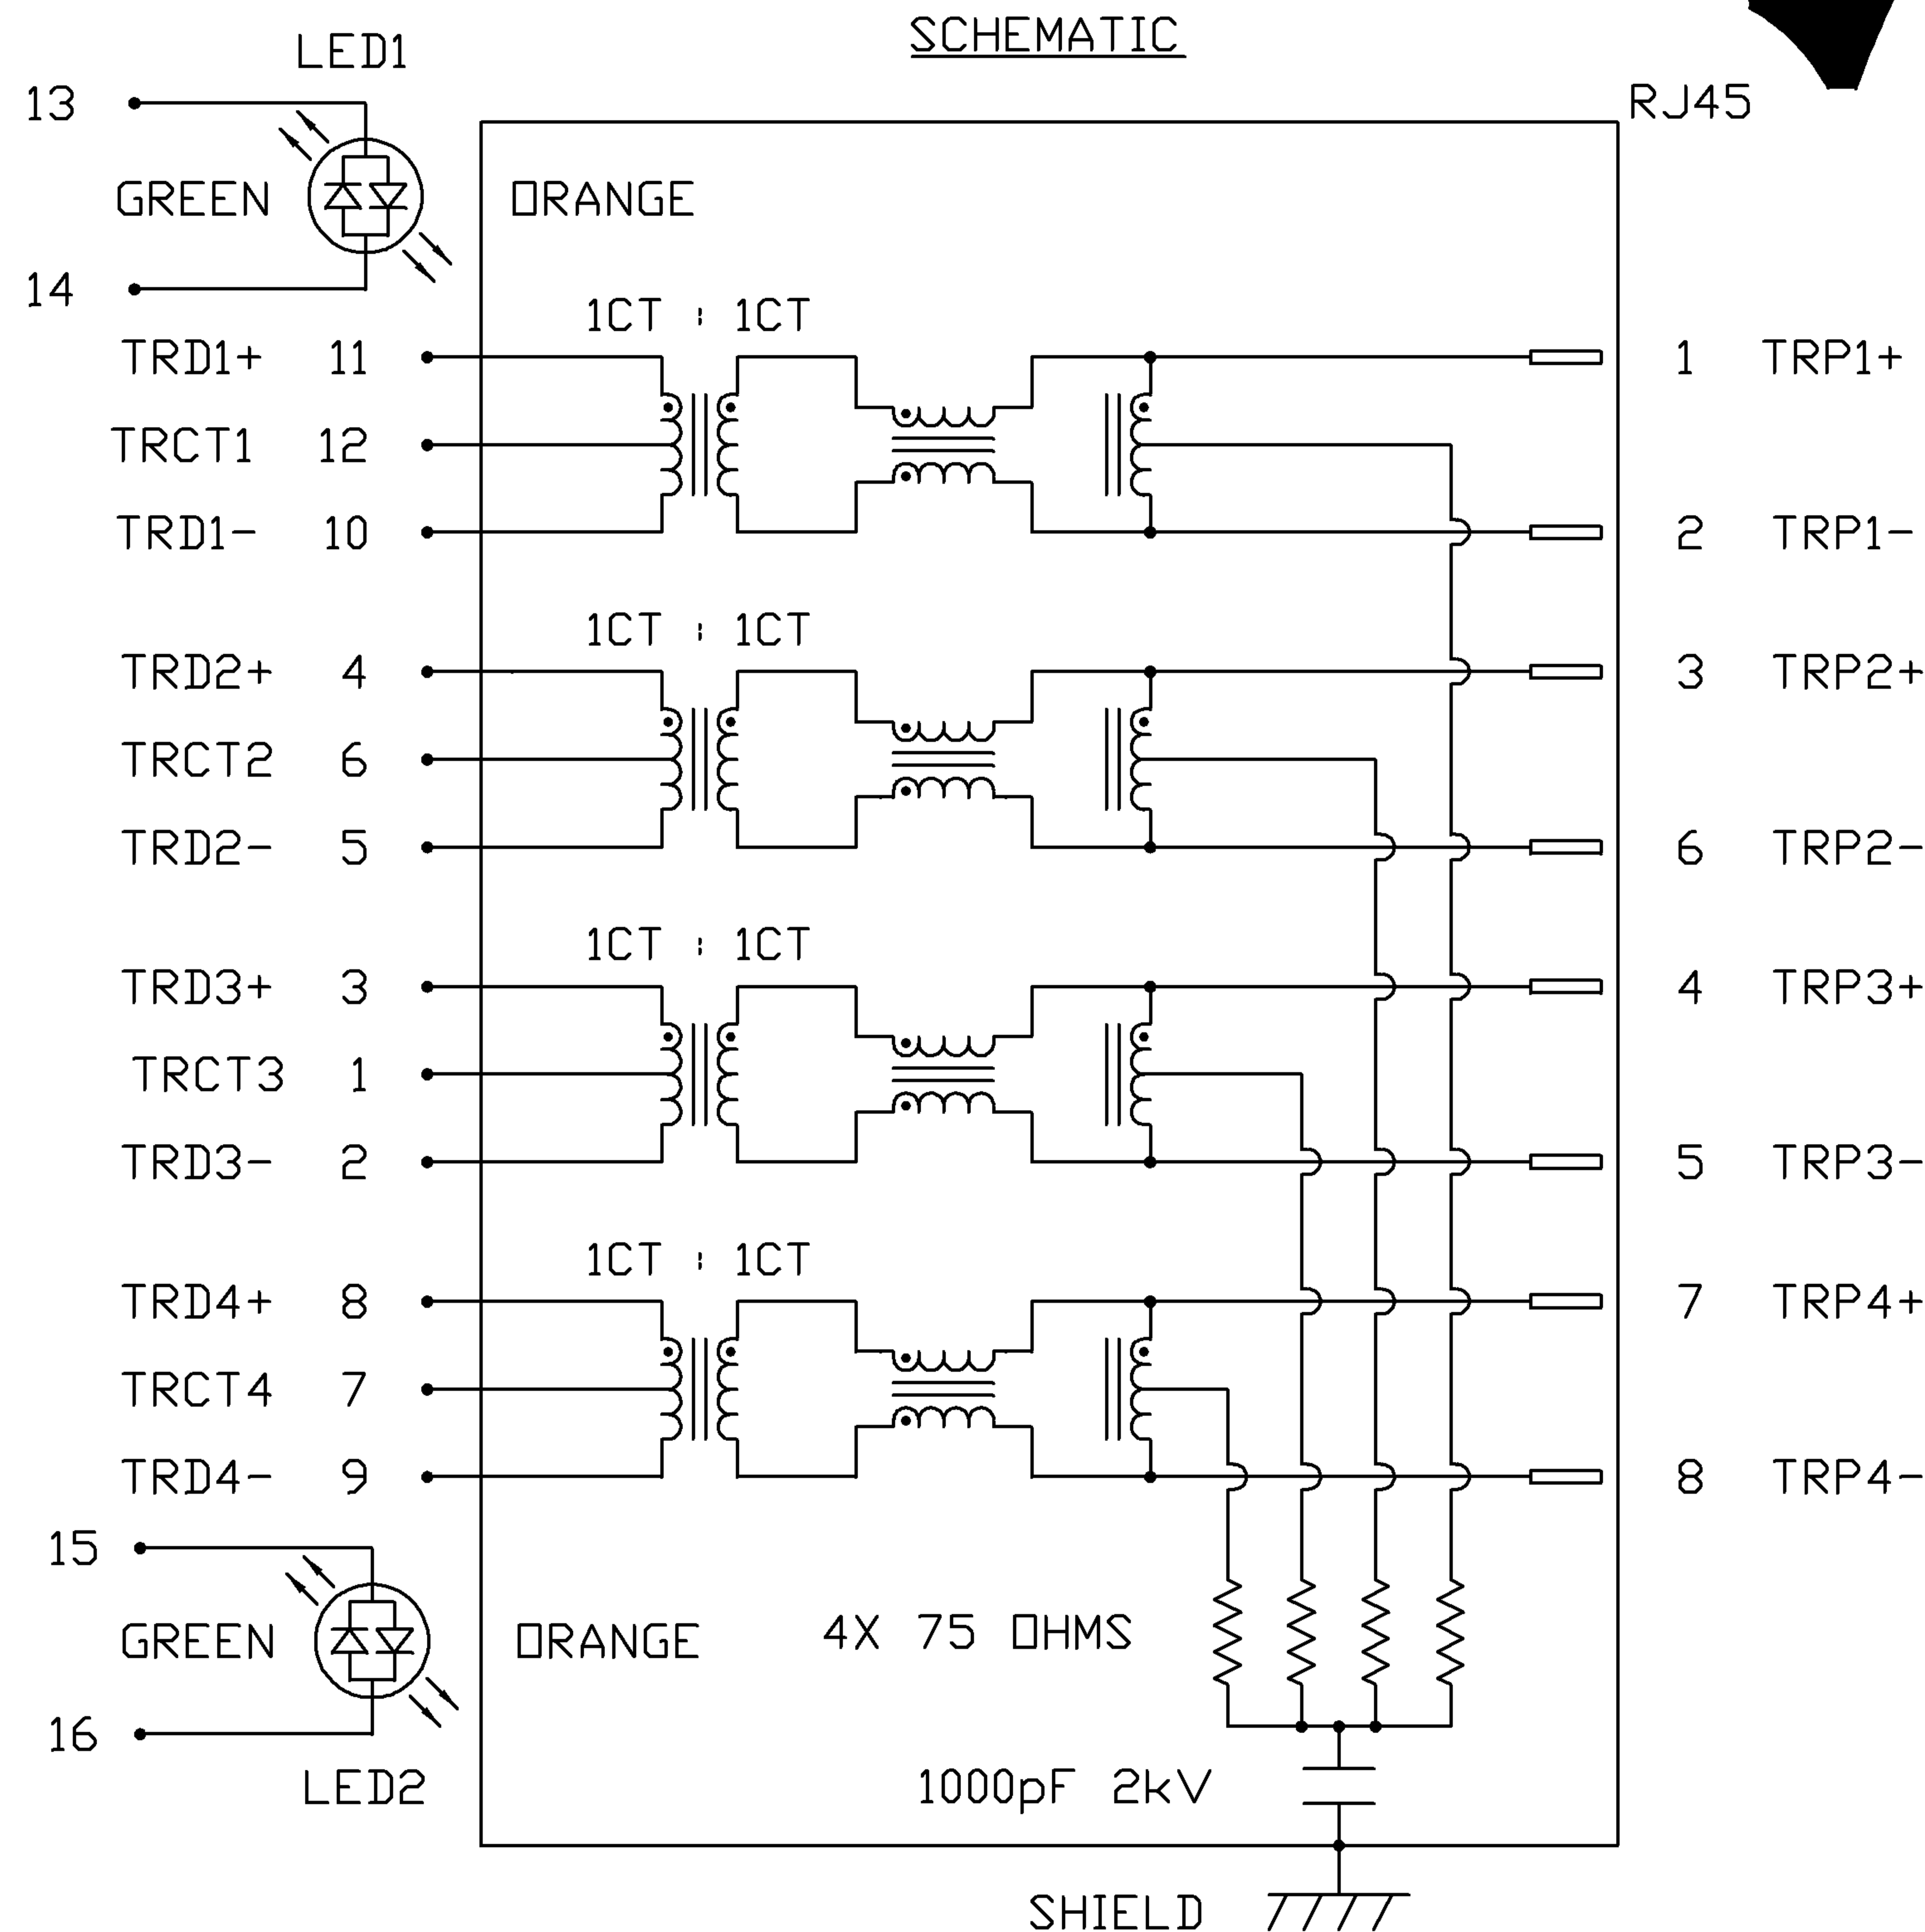 SCHEMATIC
LED1
13
RJ45
GREEN
ORANGE
14
1CT : 1CT
TRD1+ 11
1 TRP1+
TRCT1 12
TRD1- 10
2 TRP1-
1CT : 1CT
TRD2+ 4
3 TRP2+
TRCT2 6
TRD2- 5
6 TRP2-
1CT : 1CT
TRD3+ 3
4 TRP3+
TRCT3 1
TRD3- 2
5 TRP3-
1CT : 1CT
TRD4+ 8
7 TRP4+
TRCT4 7
TRD4- 9
8 TRP4-
15
GREEN
ORANGE
4X 75 OHMS
16
LED2
1000pF 2kV
SHIELD